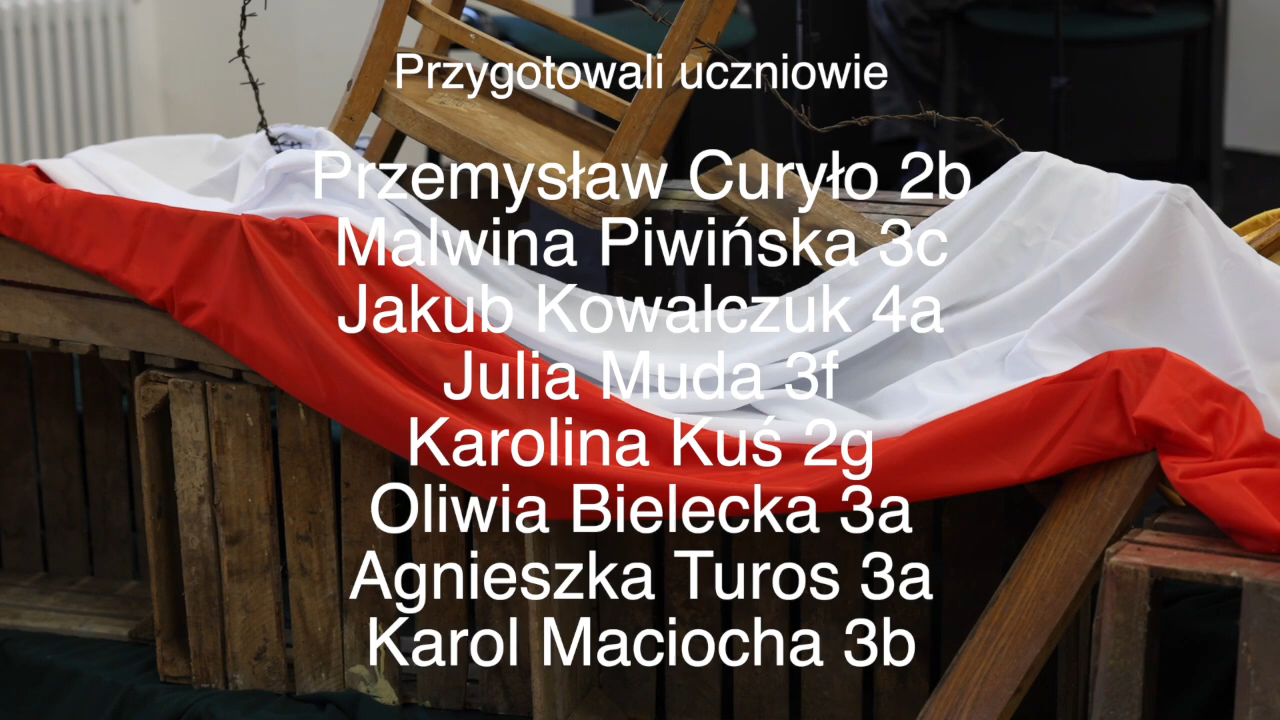 Przygotowali uczniowie
Przemysław Curyło 2b
Malwina Piwińska 3c
Jakub Kowalczuk 4a
Julia Muda 3f
Karolina Kuś 2g
Oliwia Bielecka 3a
Agnieszka Turos 3a
Karol Maciocha 3b